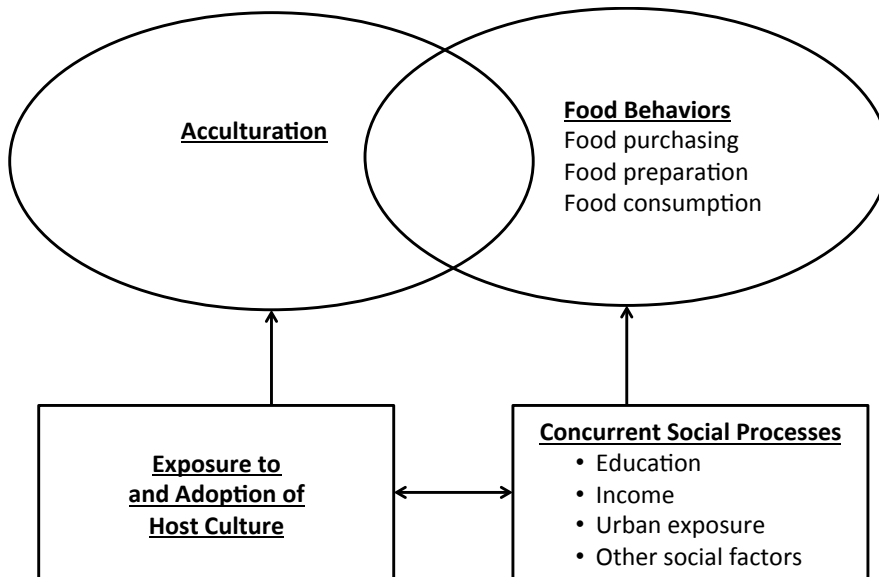 Acculturation
Food Behaviors
Food purchasing
Food preparation
Food consumption
Exposure to
and Adoption of
Host Culture
Concurrent Social Processes
• Education
• Income
• Urban exposure
• Other social factors